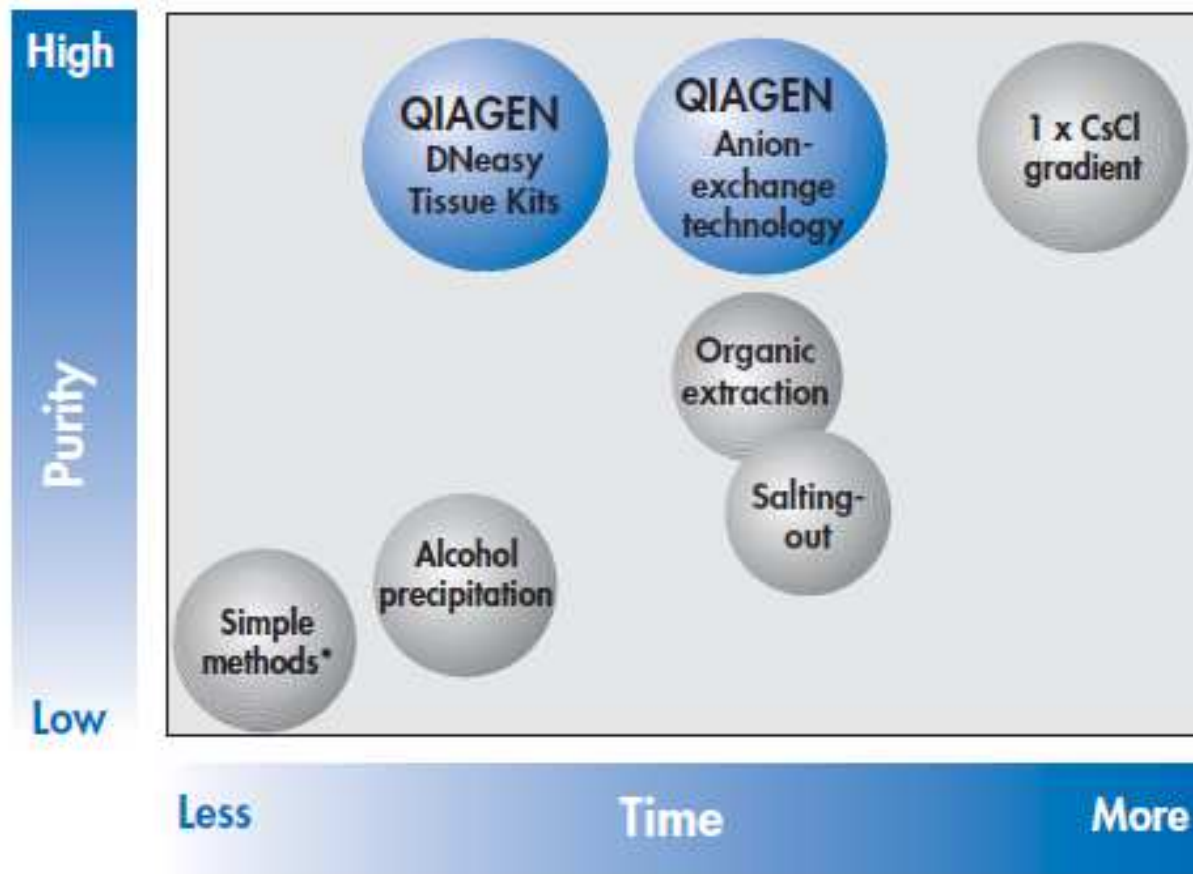 High
Purity
Low
QIAGEN
DNeasy
Tissue Kits
QIAGEN
Anion-
exchange
technology
1 x CsCl
gradient
Organic
extraction
Salting-
out
Alcohol
precipitation
Simple
methods*
Less
Time
More